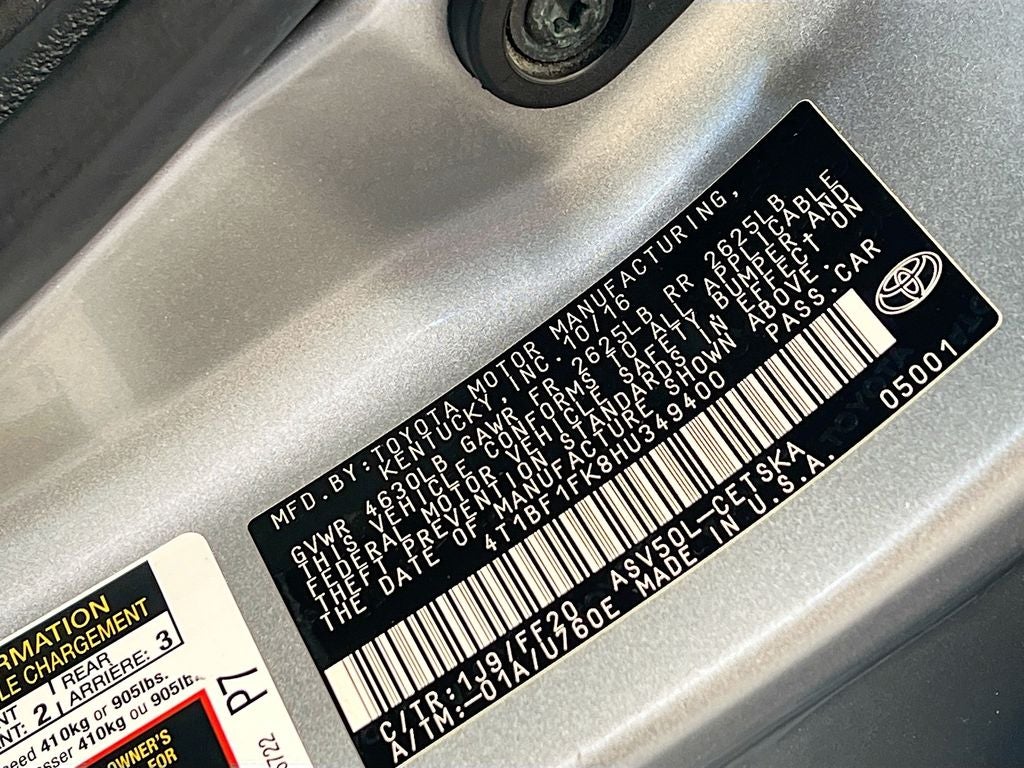 MFD.BY:TOYOTA MOTOR MANUFACTURING,
KENTUCKY, INC. 10/16
GVWR 4630LB GAWR FR 2625LB RR 2625LB
THIS VEHICLE CONFORMS TO ALL APPLICABLE
FEDERAL MOTOR VEHICLE SAFETY, BUMPER AND
THEFT PREVENTION STANDARDS IN EFFECT ON
THE DATE OF MANUFACTURE SHOWN ABOVE.
4T1BF1FK8HU349400 PASS.CAR
C/TR:1J9/FF20 ASV50L-CETSKA
A/TM:-01A/U760E MADE IN U.S.A.
05001
TOYOTA
LE CHARGEMENT
REAR
2 ARRIÈRE: 3
410kg or 905lbs.
410kg ou
OWNER'S
FOR
P7